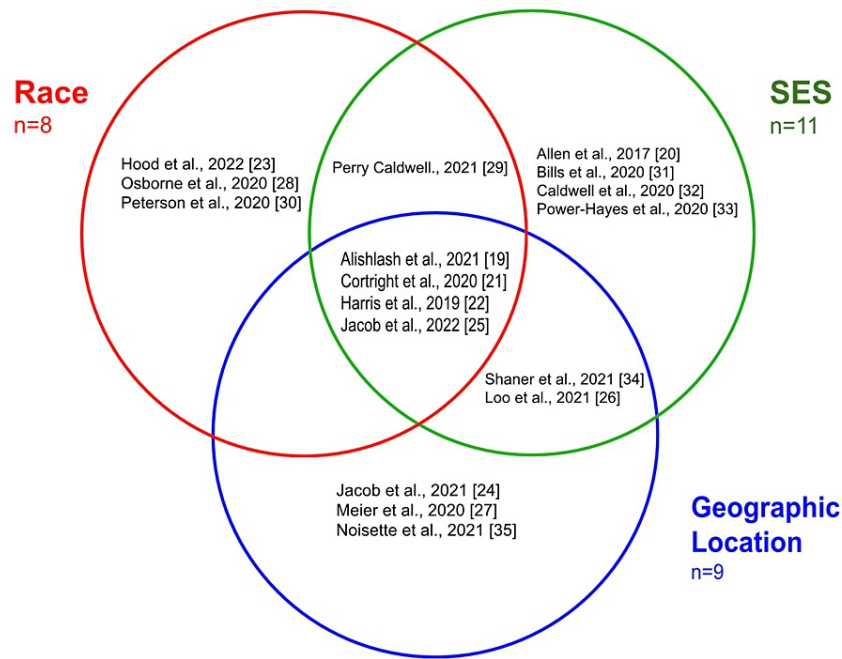 Race
n=8
SES
n=11
Hood et al., 2022 [23]
Osborne et al., 2020 [28]
Peterson et al., 2020 [30]
Perry Caldwell., 2021 [29]
Allen et al., 2017 [20]
Bills et al., 2020 [31]
Caldwell et al., 2020 [32]
Power-Hayes et al., 2020 [33]
Alishlash et al., 2021 [19]
Cortright et al., 2020 [21]
Harris et al., 2019 [22]
Jacob et al., 2022 [25]
Shaner et al., 2021 [34]
Loo et al., 2021 [26]
Jacob et al., 2021 [24]
Meier et al., 2020 [27]
Noisette et al., 2021 [35]
Geographic
Location
n=9